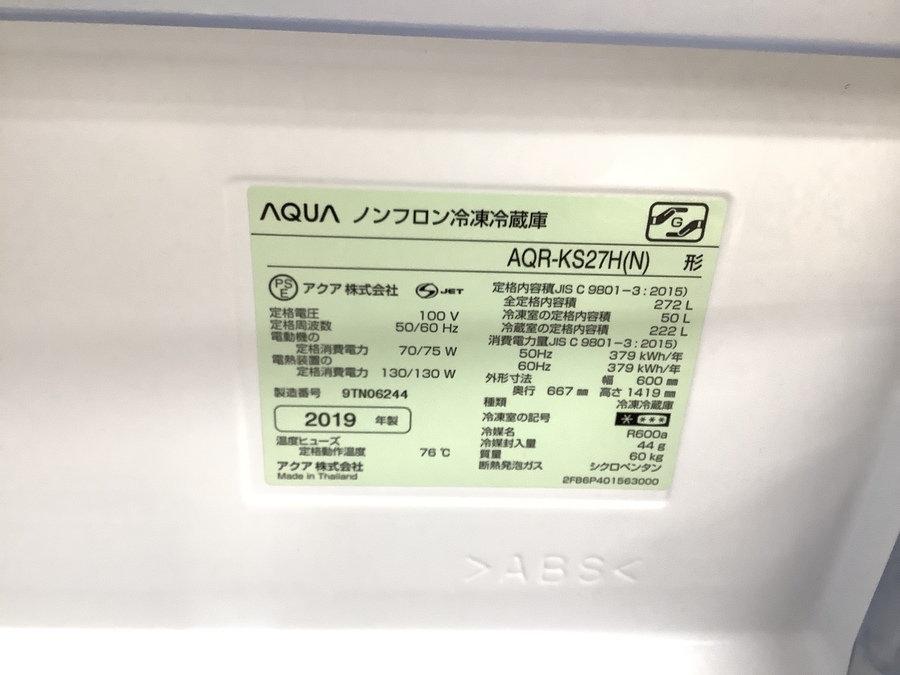 AQUA ノンフロン冷凍冷蔵庫
G
AQR-KS27H(N) 形
PSE アクア 株式会社 S JET
定格電圧 100 V
定格周波数 50/60 Hz
電動機の
定格消費電力 70/75 W
電熱装置の
定格消費電力 130/130 W
製造番号 9TN06244
2019 年製
温度ヒューズ
定格動作温度 76 ℃
アクア 株式会社
Made in Thailand
定格内容積(JIS C 9801-3:2015)
全定格内容積 272 L
冷凍室の定格内容積 50 L
冷蔵室の定格内容積 222 L
消費電力量(JIS C 9801-3:2015)
50Hz 379 kWh/年
60Hz 379 kWh/年
外形寸法 幅 600 ㎜
奥行 667 ㎜ 高さ 1419 ㎜
種類 冷凍冷蔵庫
冷凍室の記号 * ***
冷媒名 R600a
冷媒封入量 44 g
質量 60 kg
断熱発泡ガス シクロペンタン
2FB6P401563000
>ABS<